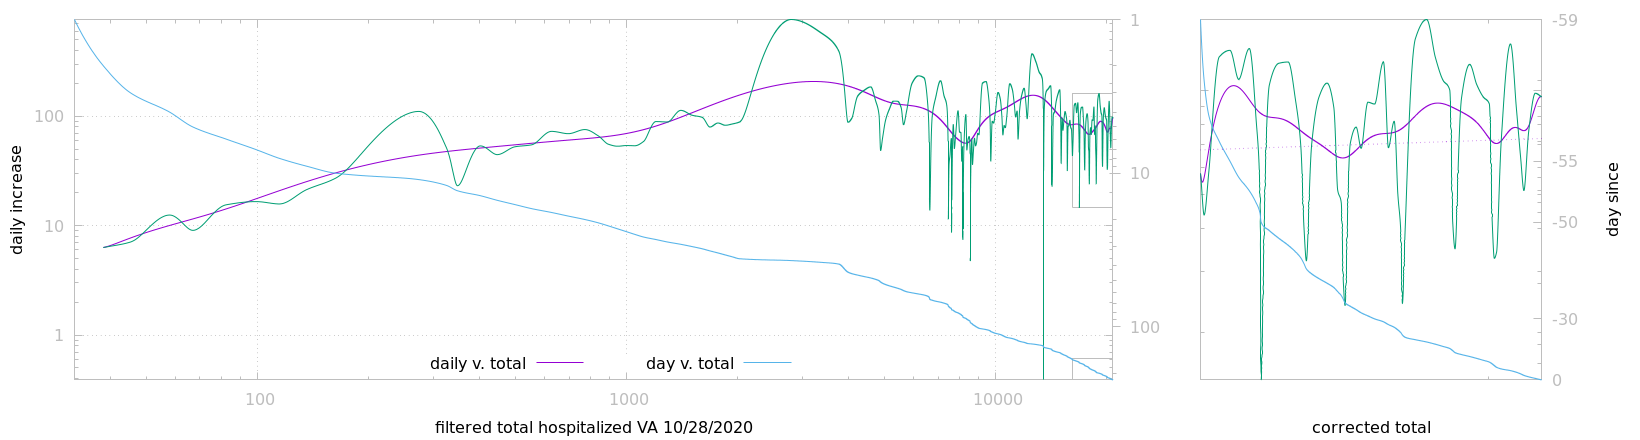 daily increase
100
10
1
daily v. total
day v. total
100
1000
10000
1
10
100
filtered total hospitalized VA 10/28/2020
-59
-55
-50
-30
0
day since
corrected total